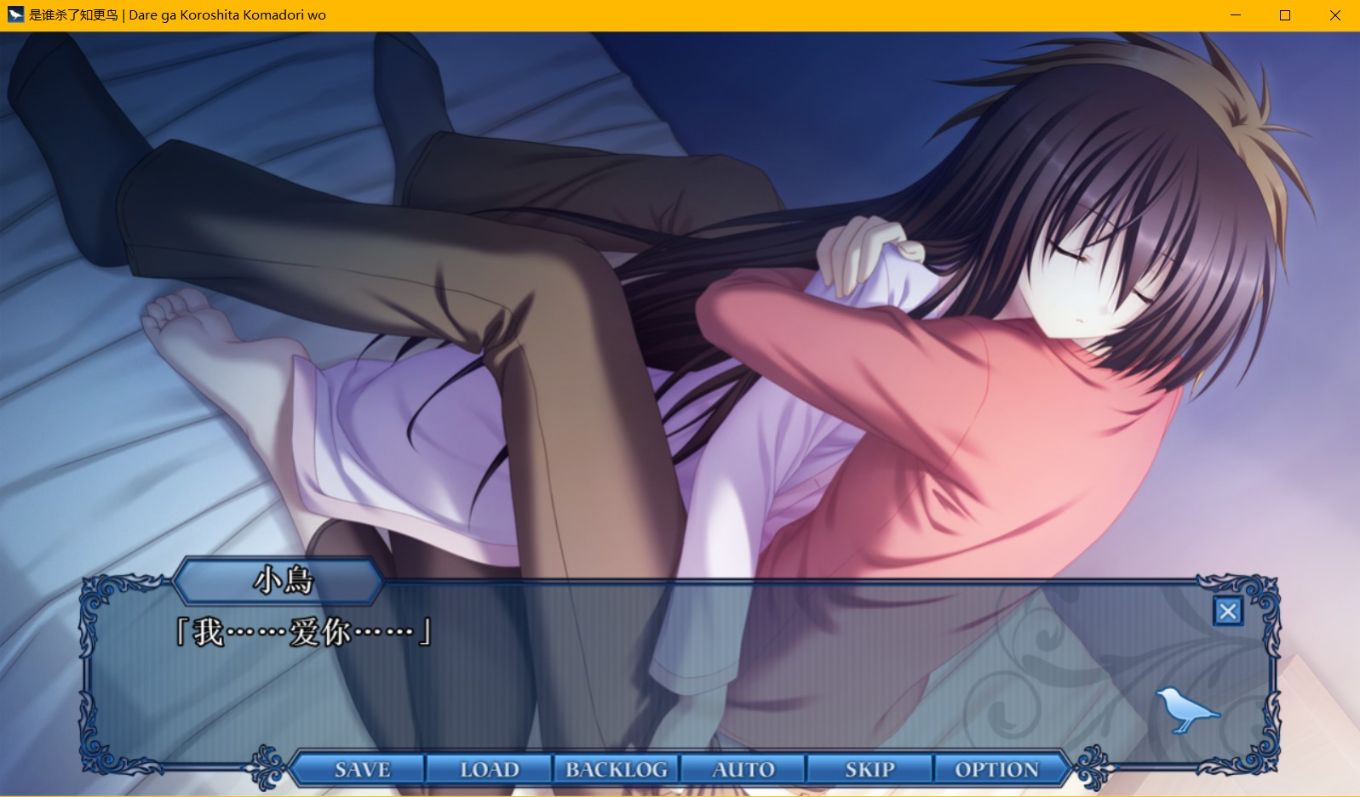 是谁杀了知更鸟 | Dare ga Koroshita Komadori wo
小鳥
「我……爱你……」
SAVE LOAD BACKLOG AUTO SKIP OPTION